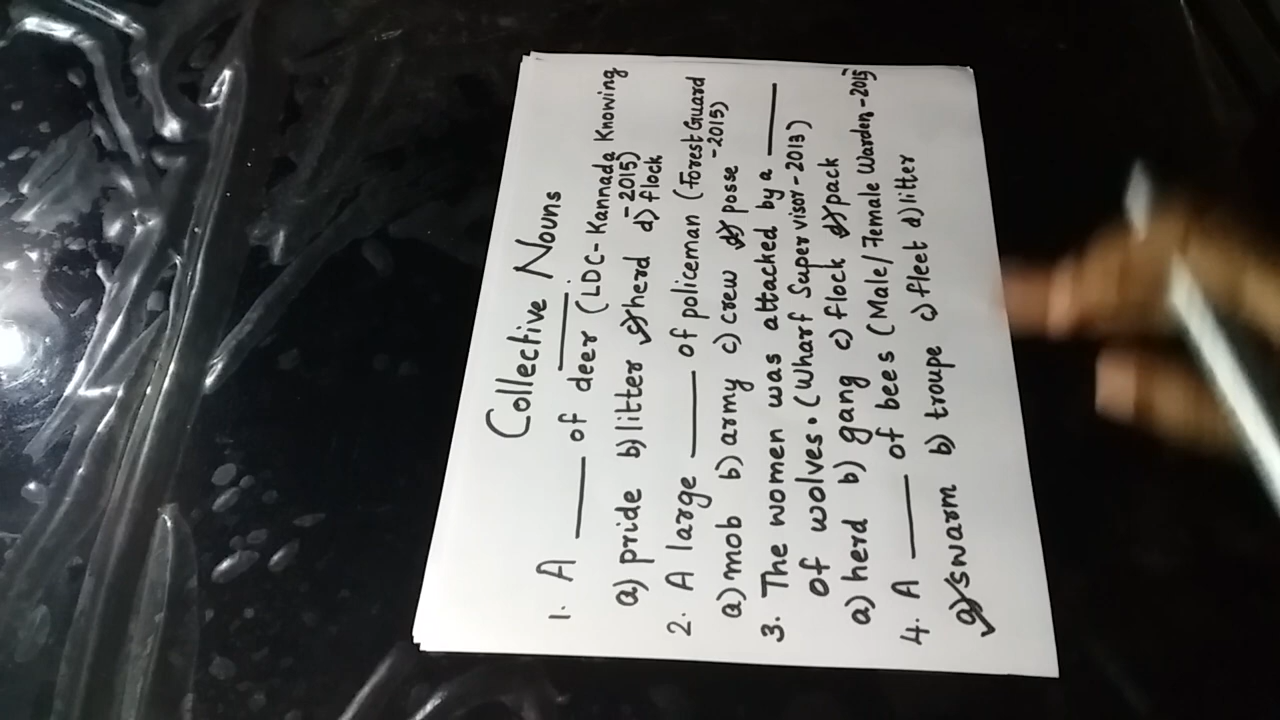 Collective Nouns
1. A ____ of deer (LDC-Kannada Knowing
-2015)
a) pride b) litter c) herd d) flock
2. A large ____ of policeman (Forest Guard
-2015)
a) mob b) army c) crew d) posse
3. The women was attacked by a ____
of wolves. (Wharf Supervisor-2013)
a) herd b) gang c) flock d) pack
4. A ____ of bees (Male/Female Warden-2015)
a) swarm b) troupe c) fleet d) litter